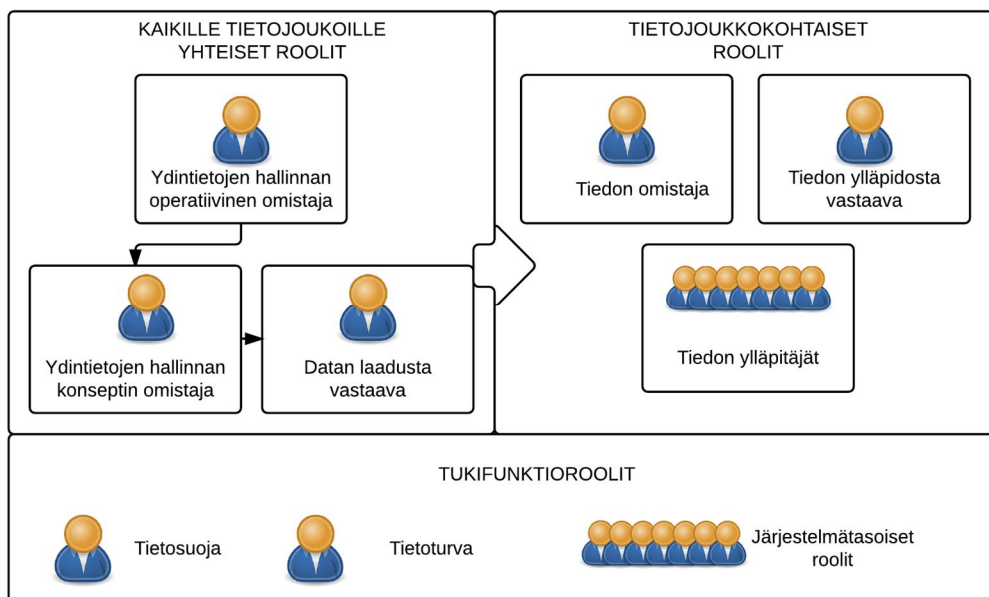 KAIKILLE TIETOJOUKOILLE
YHTEISET ROOLIT
Ydintietojen hallinnan
operatiivinen omistaja
Ydintietojen hallinnan
konseptin omistaja
Datan laadusta
vastaava
TIETOJOUKKOKOHTAISET
ROOLIT
Tiedon omistaja
Tiedon ylläpidosta
vastaava
Tiedon ylläpitäjät
TUKIFUNKTIOROOLIT
Tietosuoja
Tietoturva
Järjestelmätasoiset
roolit